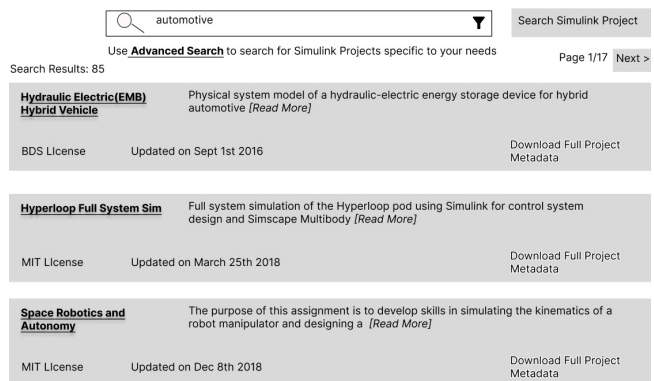 automotive
Search Simulink Project
Use Advanced Search to search for Simulink Projects specific to your needs
Page 1/17 Next >
Search Results: 85
Hydraulic Electric(EMB)
Hybrid Vehicle
Physical system model of a hydraulic-electric energy storage device for hybrid
automotive [Read More]
BDS LIcense Updated on Sept 1st 2016
Download Full Project
Metadata
Hyperloop Full System Sim
Full system simulation of the Hyperloop pod using Simulink for control system
design and Simscape Multibody [Read More]
MIT LIcense Updated on March 25th 2018
Download Full Project
Metadata
Space Robotics and
Autonomy
The purpose of this assignment is to develop skills in simulating the kinematics of a
robot manipulator and designing a [Read More]
MIT LIcense Updated on Dec 8th 2018
Download Full Project
Metadata